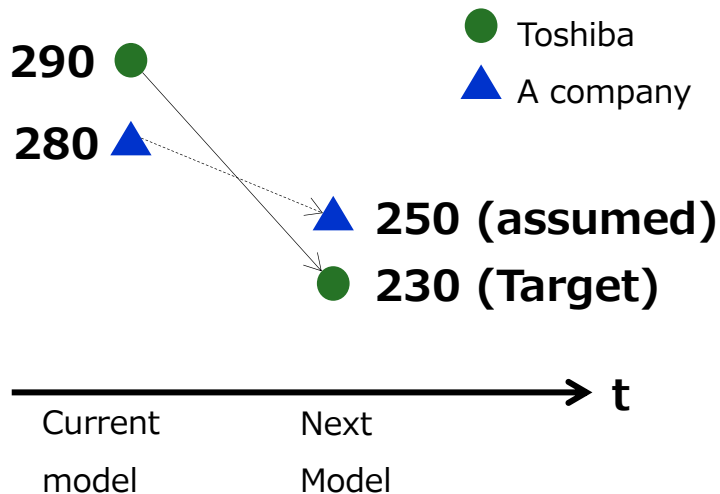 Toshiba
A company
290
280
250 (assumed)
230 (Target)
t
Current
model
Next
Model